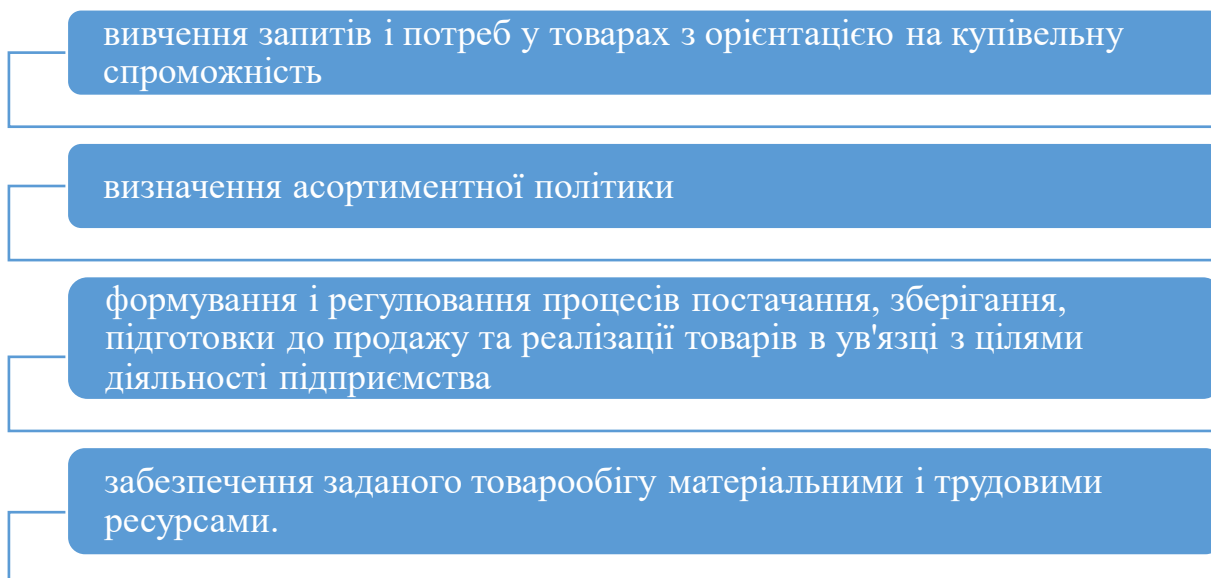 вивчення запитів і потреб у товарах з орієнтацією на купівельну
спроможність
визначення асортиментної політики
формування і регулювання процесів постачання, зберігання,
підготовки до продажу та реалізації товарів в ув'язці з цілями
діяльності підприємства
забезпечення заданого товарообігу матеріальними і трудовими
ресурсами.